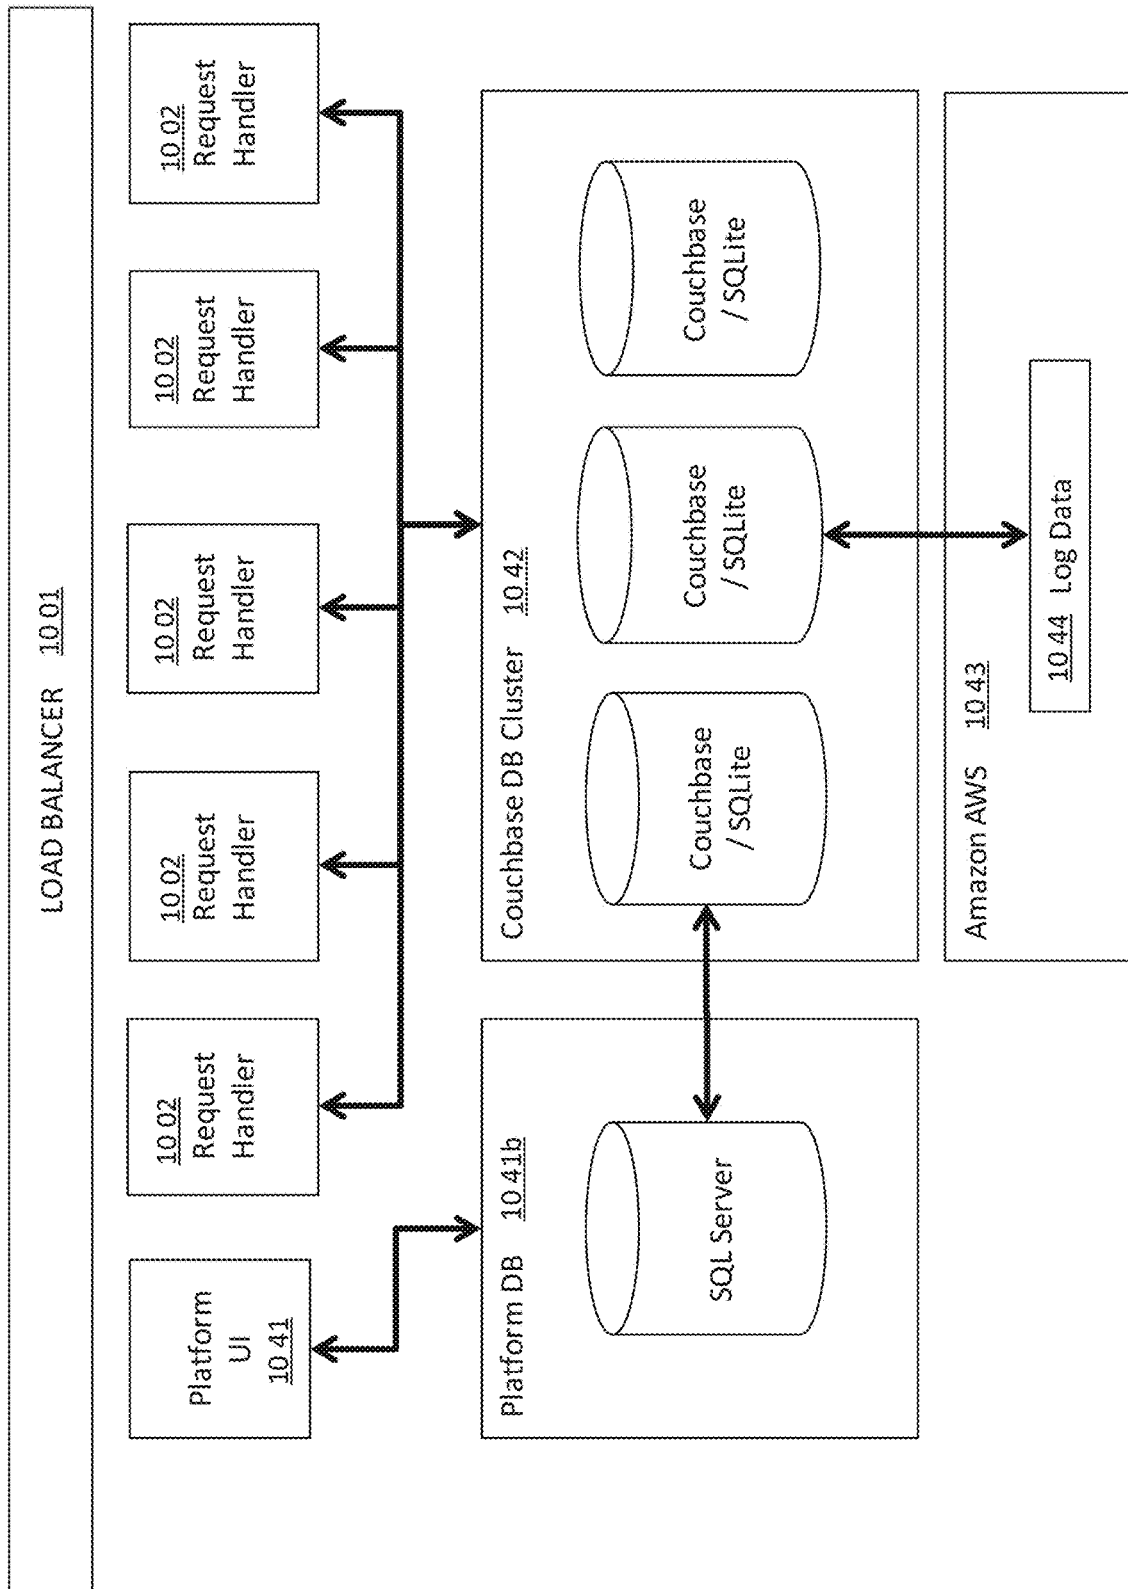 LOAD BALANCER 10 01
Platform
UI
10 41
10 02
Request
Handler
10 02
Request
Handler
10 02
Request
Handler
10 02
Request
Handler
10 02
Request
Handler
Platform DB 10 41b
SQL Server
Couchbase DB Cluster 10 42
Couchbase
/ SQLite
Couchbase
/ SQLite
Couchbase
/ SQLite
Amazon AWS 10 43
10 44 Log Data